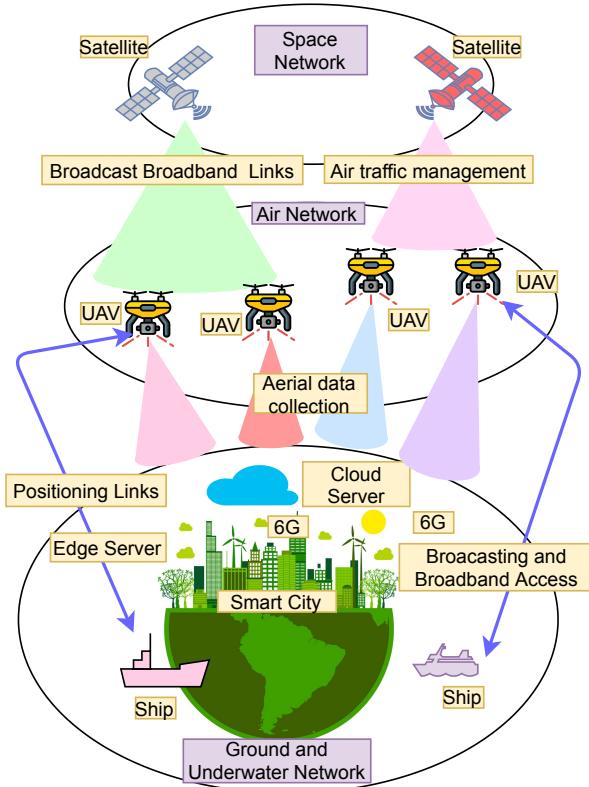 Satellite
Space
Network
Satellite
Broadcast Broadband Links
Air traffic management
Air Network
UAV
UAV
UAV
UAV
Aerial data
collection
Positioning Links
Cloud
Server
6G
6G
Edge Server
Broacasting and
Broadband Access
Smart City
Ship
Ship
Ground and
Underwater Network